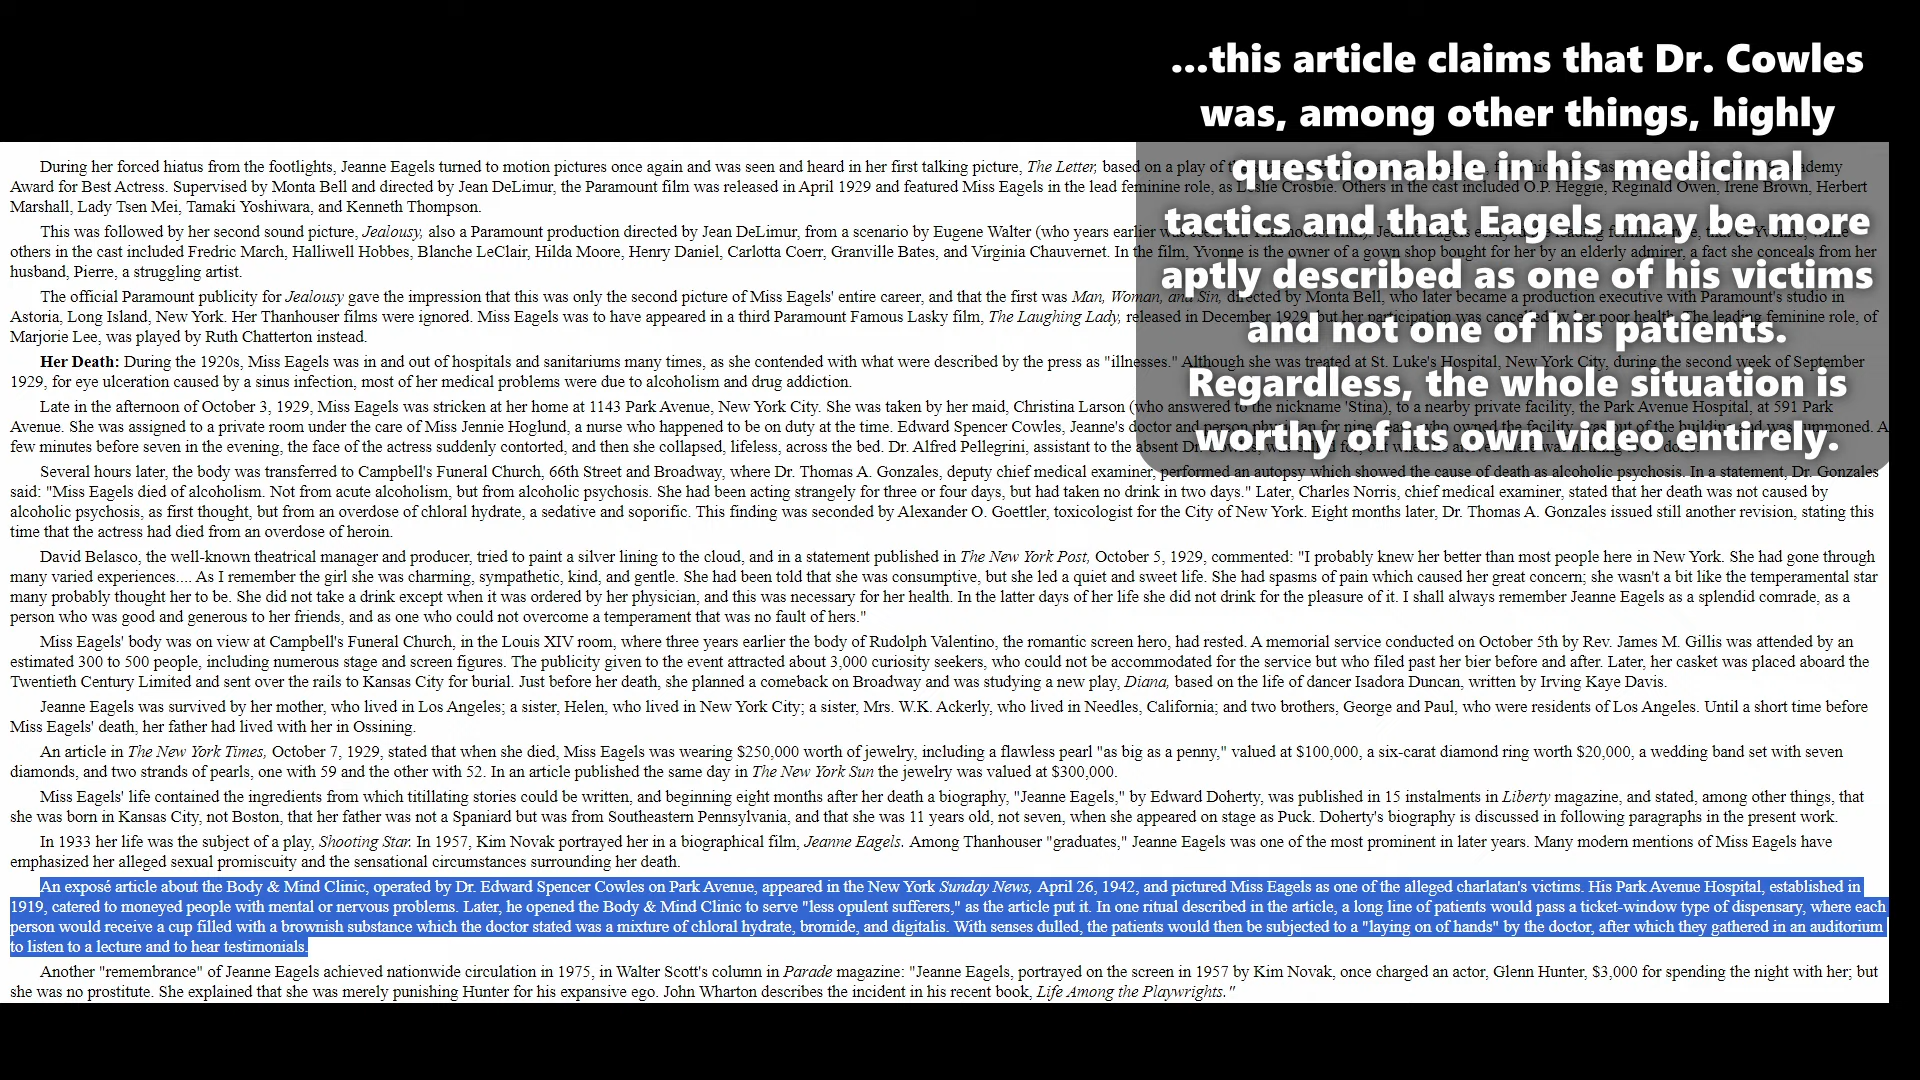 ...this article claims that Dr. Cowles
was, among other things, highly
questionable in his medicinal
tactics and that Eagels may be more
aptly described as one of his victims
and not one of his patients.
Regardless, the whole situation is
worthy of its own video entirely.
During her forced hiatus from the footlights, Jeanne Eagels turned to motion pictures once again and was seen and heard in her first talking picture, The Letter, based on a play of
Award for Best Actress. Supervised by Monta Bell and directed by Jean DeLimur, the Paramount film was released in April 1929 and featured Miss Eagels in the lead feminine role, as Leslie Crosbie. Others in the cast included O.P. Heggie, Reginald Owen, Irene Brown, Herbert
Marshall, Lady Tsen Mei, Tamaki Yoshiwara, and Kenneth Thompson.
This was followed by her second sound picture, Jealousy, also a Paramount production directed by Jean DeLimur, from a scenario by Eugene Walter (who years earlier
others in the cast included Fredric March, Halliwell Hobbes, Blanche LeClair, Hilda Moore, Henry Daniel, Carlotta Coerr, Granville Bates, and Virginia Chauvernet. In the film, Yvonne is the owner of a gown shop bought for her by an elderly admirer, a fact she conceals from her
husband, Pierre, a struggling artist.
The official Paramount publicity for Jealousy gave the impression that this was only the second picture of Miss Eagels' entire career, and that the first was Man, Woman, and Sin, directed by Monta Bell, who later became a production executive with Paramount's studio in
Astoria, Long Island, New York. Her Thanhouser films were ignored. Miss Eagels was to have appeared in a third Paramount Famous Lasky film, The Laughing Lady, released in December 1929, but her participation was cancelled by her poor health. The leading feminine role, of
Marjorie Lee, was played by Ruth Chatterton instead.
Her Death: During the 1920s, Miss Eagels was in and out of hospitals and sanitariums many times, as she contended with what were described by the press as "illnesses." Although she was treated at St. Luke's Hospital, New York City, during the second week of September
1929, for eye ulceration caused by a sinus infection, most of her medical problems were due to alcoholism and drug addiction.
Late in the afternoon of October 3, 1929, Miss Eagels was stricken at her home at 1143 Park Avenue, New York City. She was taken by her maid, Christina Larson (who answered to the nickname 'Stina), to a nearby private facility, the Park Avenue Hospital, at 591 Park
Avenue. She was assigned to a private room under the care of Miss Jennie Hoglund, a nurse who happened to be on duty at the time. Edward Spencer Cowles, Jeanne's doctor and person physician for nine years who owned the facility was out of the building and was summoned. A
few minutes before seven in the evening, the face of the actress suddenly contorted, and then she collapsed, lifeless, across the bed. Dr. Alfred Pellegrini, assistant to the absent Dr. Cowles, was called for, but when he arrived there was nothing to be done.
Several hours later, the body was transferred to Campbell's Funeral Church, 66th Street and Broadway, where Dr. Thomas A. Gonzales, deputy chief medical examiner, performed an autopsy which showed the cause of death as alcoholic psychosis. In a statement, Dr. Gonzales
said: "Miss Eagels died of alcoholism. Not from acute alcoholism, but from alcoholic psychosis. She had been acting strangely for three or four days, but had taken no drink in two days." Later, Charles Norris, chief medical examiner, stated that her death was not caused by
alcoholic psychosis, as first thought, but from an overdose of chloral hydrate, a sedative and soporific. This finding was seconded by Alexander O. Goettler, toxicologist for the City of New York. Eight months later, Dr. Thomas A. Gonzales issued still another revision, stating this
time that the actress had died from an overdose of heroin.
David Belasco, the well-known theatrical manager and producer, tried to paint a silver lining to the cloud, and in a statement published in The New York Post, October 5, 1929, commented: "I probably knew her better than most people here in New York. She had gone through
many varied experiences.... As I remember the girl she was charming, sympathetic, kind, and gentle. She had been told that she was consumptive, but she led a quiet and sweet life. She had spasms of pain which caused her great concern; she wasn't a bit like the temperamental star
many probably thought her to be. She did not take a drink except when it was ordered by her physician, and this was necessary for her health. In the latter days of her life she did not drink for the pleasure of it. I shall always remember Jeanne Eagels as a splendid comrade, as a
person who was good and generous to her friends, and as one who could not overcome a temperament that was no fault of hers."
Miss Eagels' body was on view at Campbell's Funeral Church, in the Louis XIV room, where three years earlier the body of Rudolph Valentino, the romantic screen hero, had rested. A memorial service conducted on October 5th by Rev. James M. Gillis was attended by an
estimated 300 to 500 people, including numerous stage and screen figures. The publicity given to the event attracted about 3,000 curiosity seekers, who could not be accommodated for the service but who filed past her bier before and after. Later, her casket was placed aboard the
Twentieth Century Limited and sent over the rails to Kansas City for burial. Just before her death, she planned a comeback on Broadway and was studying a new play, Diana, based on the life of dancer Isadora Duncan, written by Irving Kaye Davis.
Jeanne Eagels was survived by her mother, who lived in Los Angeles; a sister, Helen, who lived in New York City; a sister, Mrs. W.K. Ackerly, who lived in Needles, California; and two brothers, George and Paul, who were residents of Los Angeles. Until a short time before
Miss Eagels' death, her father had lived with her in Ossining.
An article in The New York Times, October 7, 1929, stated that when she died, Miss Eagels was wearing $250,000 worth of jewelry, including a flawless pearl "as big as a penny," valued at $100,000, a six-carat diamond ring worth $20,000, a wedding band set with seven
diamonds, and two strands of pearls, one with 59 and the other with 52. In an article published the same day in The New York Sun the jewelry was valued at $300,000.
Miss Eagels' life contained the ingredients from which titillating stories could be written, and beginning eight months after her death a biography, "Jeanne Eagels," by Edward Doherty, was published in 15 instalments in Liberty magazine, and stated, among other things, that
she was born in Kansas City, not Boston, that her father was not a Spaniard but was from Southeastern Pennsylvania, and that she was 11 years old, not seven, when she appeared on stage as Puck. Doherty's biography is discussed in following paragraphs in the present work.
In 1933 her life was the subject of a play, Shooting Star. In 1957, Kim Novak portrayed her in a biographical film, Jeanne Eagels. Among Thanhouser "graduates," Jeanne Eagels was one of the most prominent in later years. Many modern mentions of Miss Eagels have
emphasized her alleged sexual promiscuity and the sensational circumstances surrounding her death.
An exposé article about the Body & Mind Clinic, operated by Dr. Edward Spencer Cowles on Park Avenue, appeared in the New York Sunday News, April 26, 1942, and pictured Miss Eagels as one of the alleged charlatan's victims. His Park Avenue Hospital, established in
1919, catered to moneyed people with mental or nervous problems. Later, he opened the Body & Mind Clinic to serve "less opulent sufferers," as the article put it. In one ritual described in the article, a long line of patients would pass a ticket-window type of dispensary, where each
person would receive a cup filled with a brownish substance which the doctor stated was a mixture of chloral hydrate, bromide, and digitalis. With senses dulled, the patients would then be subjected to a "laying on of hands" by the doctor, after which they gathered in an auditorium
to listen to a lecture and to hear testimonials.
Another "remembrance" of Jeanne Eagels achieved nationwide circulation in 1975, in Walter Scott's column in Parade magazine: "Jeanne Eagels, portrayed on the screen in 1957 by Kim Novak, once charged an actor, Glenn Hunter, $3,000 for spending the night with her; but
she was no prostitute. She explained that she was merely punishing Hunter for his expansive ego. John Wharton describes the incident in his recent book, Life Among the Playwrights."